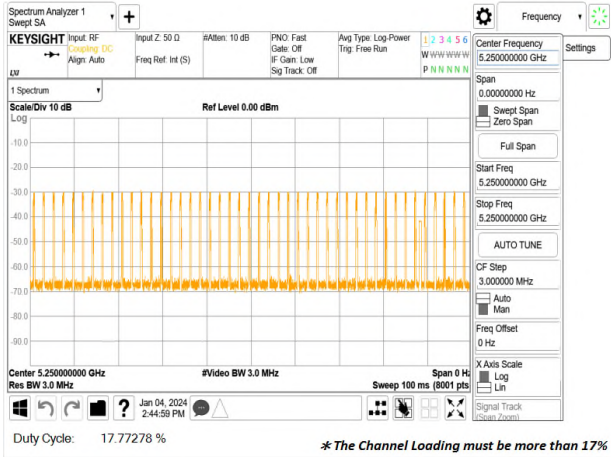 Spectrum Analyzer 1
Swept SA
Frequency
KEYSIGHT
Input: RF
Coupling: DC
Align: Auto
Input Z: 50 Ω
Freq Ref: Int (S)
#Atten: 10 dB
PNO: Fast
Gate: Off
IF Gain: Low
Sig Track: Off
Avg Type: Log-Power
Trig: Free Run
1 2 3 4 5 6
W W W W W W
P N N N N N
LXI
1 Spectrum
Scale/Div 10 dB
Ref Level 0.00 dBm
Log
-10.0
-20.0
-30.0
-40.0
-50.0
-60.0
-70.0
-80.0
-90.0
Center 5.250000000 GHz
#Video BW 3.0 MHz
Span 0 Hz
Res BW 3.0 MHz
Sweep 100 ms (8001 pts
Center Frequency
5.250000000 GHz
Settings
Span
0.00000000 Hz
Swept Span
Zero Span
Full Span
Start Freq
5.250000000 GHz
Stop Freq
5.250000000 GHz
AUTO TUNE
CF Step
3.000000 MHz
Auto
Man
Freq Offset
0 Hz
X Axis Scale
Log
Lin
Signal Track
(Span Zoom)
?
Jan 04, 2024
2:44:59 PM
Duty Cycle: 17.77278 %
* The Channel Loading must be more than 17%